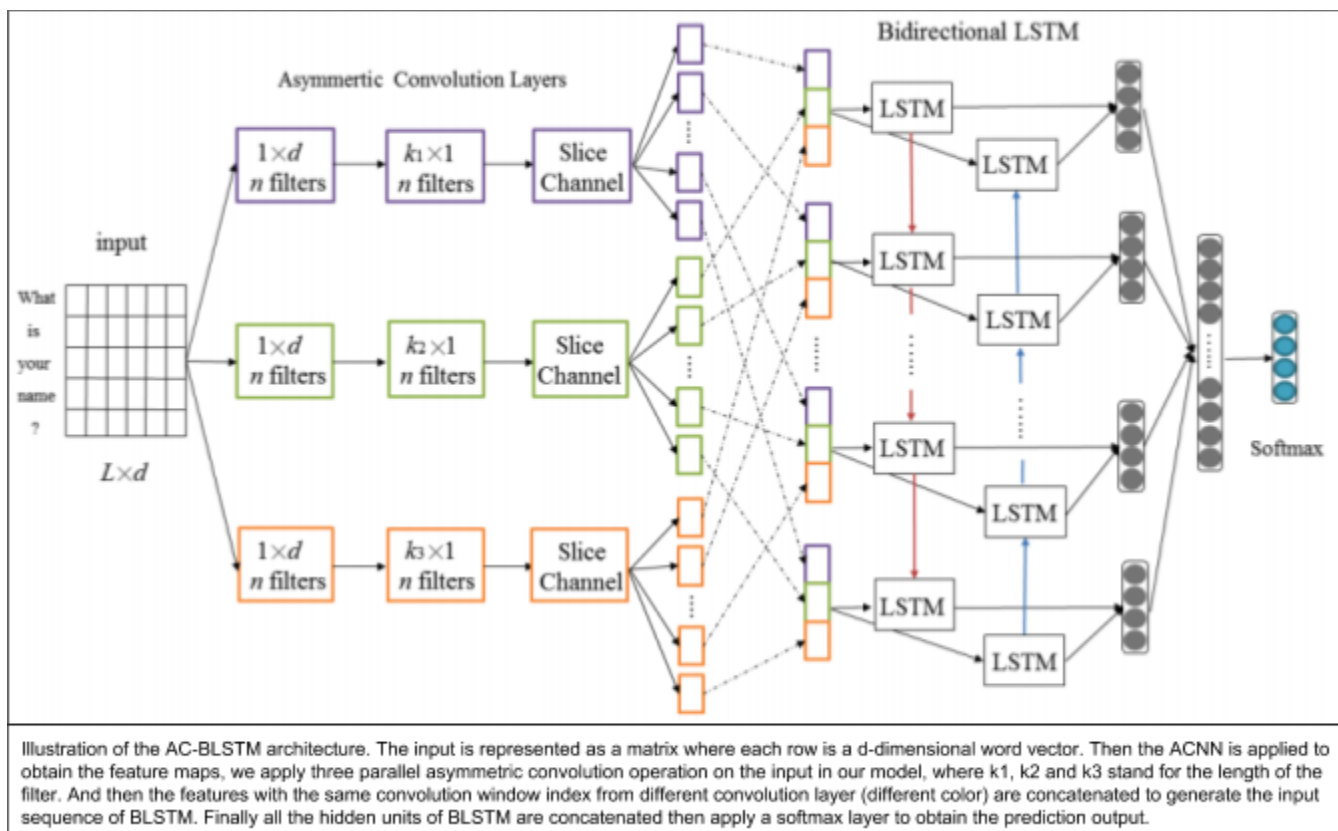 Bidirectional LSTM
Asymmertic Convolution Layers
input
What
is
your
name
?
L×d
1×d
n filters
k1×1
n filters
Slice
Channel
1×d
n filters
k2×1
n filters
Slice
Channel
1×d
n filters
k3×1
n filters
Slice
Channel
LSTM
LSTM
LSTM
LSTM
LSTM
LSTM
LSTM
LSTM
Softmax
Illustration of the AC-BLSTM architecture. The input is represented as a matrix where each row is a d-dimensional word vector. Then the ACNN is applied to
obtain the feature maps, we apply three parallel asymmetric convolution operation on the input in our model, where k1, k2 and k3 stand for the length of the
filter. And then the features with the same convolution window index from different convolution layer (different color) are concatenated to generate the input
sequence of BLSTM. Finally all the hidden units of BLSTM are concatenated then apply a softmax layer to obtain the prediction output.